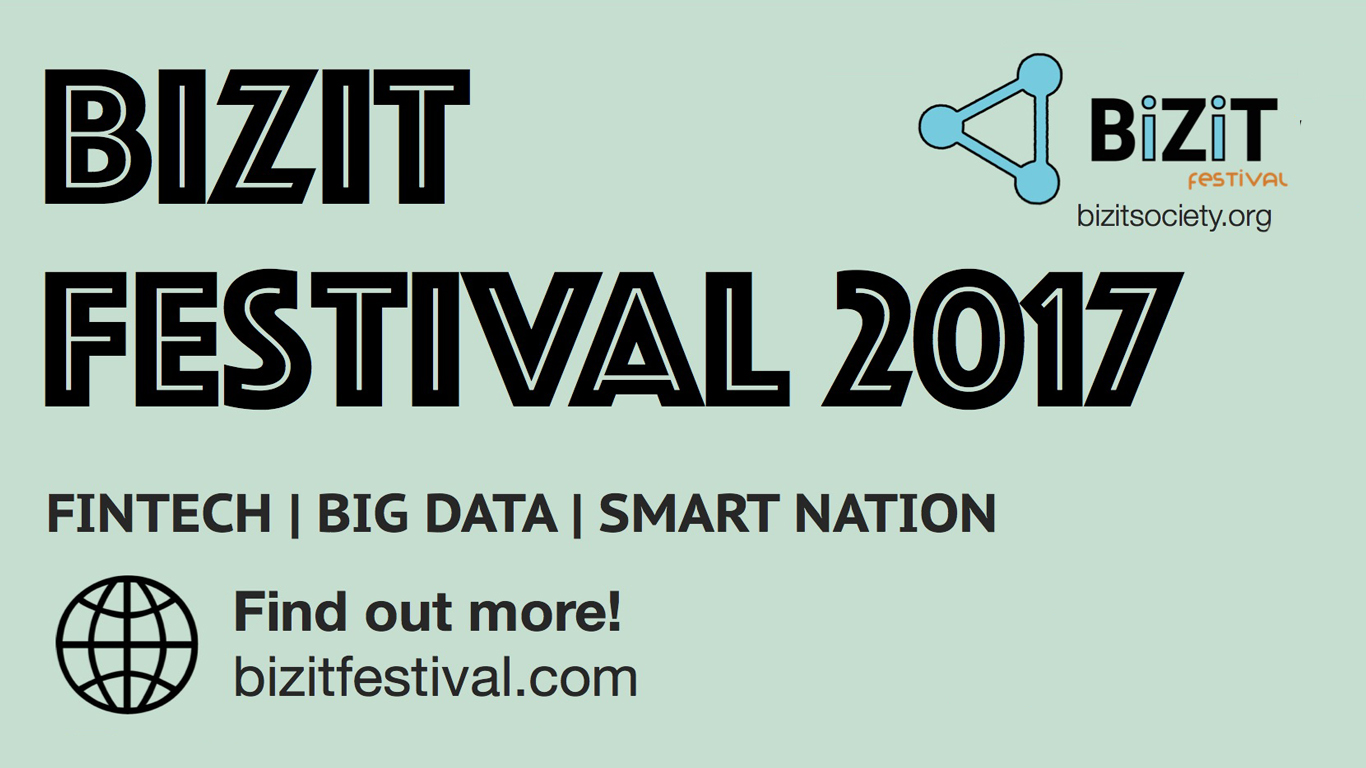 BIZIT
FESTIVAL 2017
BiZiT
FESTIVAL
bizitsociety.org
FINTECH | BIG DATA | SMART NATION
Find out more!
bizitfestival.com